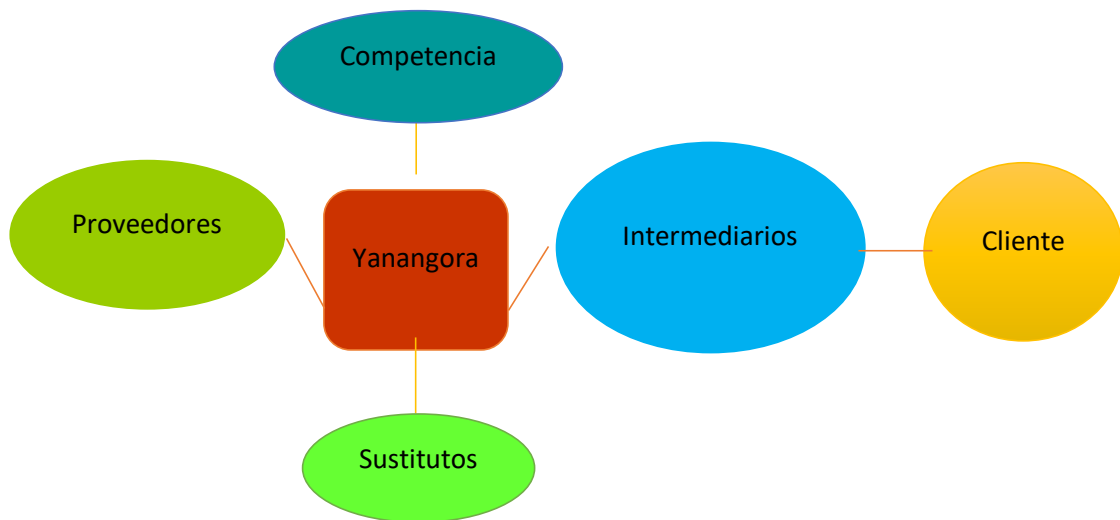 Competencia
Proveedores
Yanangora
Intermediarios
Cliente
Sustitutos